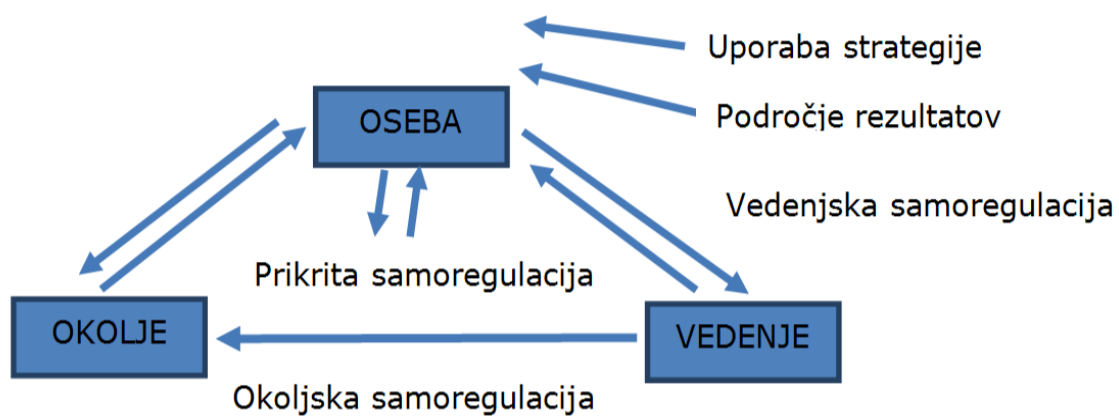 Uporaba strategije
Področje rezultatov
OSEBA
Vedenjska samoregulacija
Prikrita samoregulacija
OKOLJE
VEDENJE
Okoljska samoregulacija